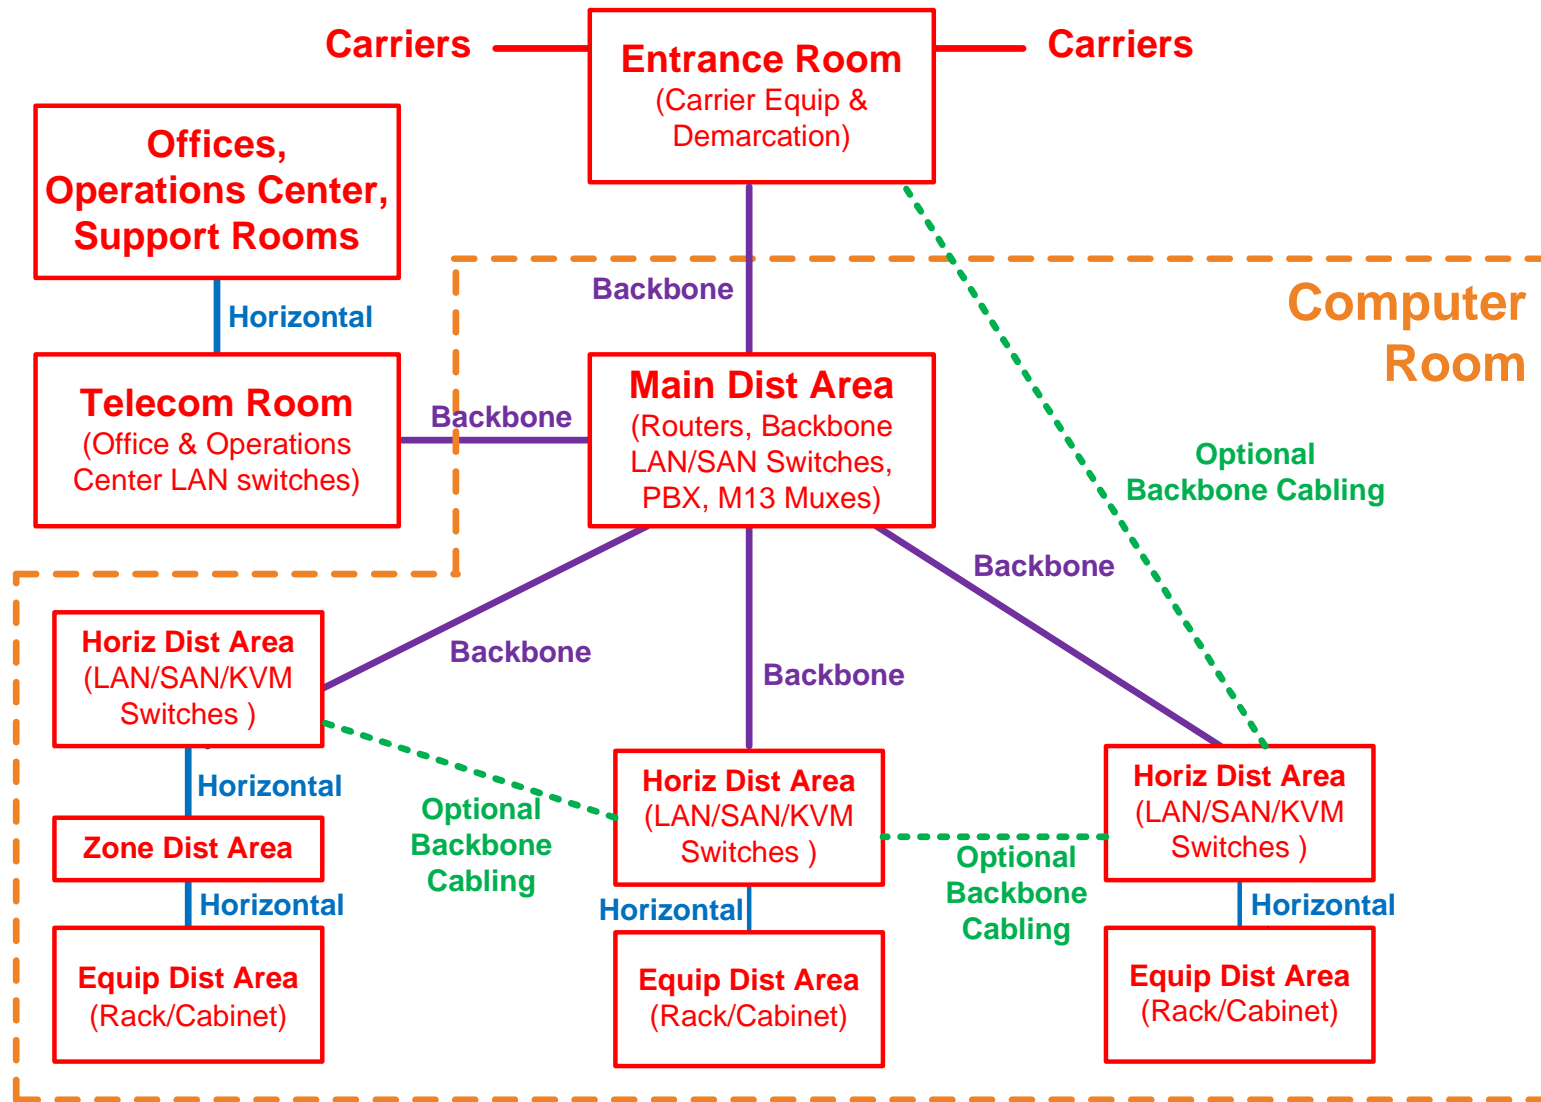 Carriers
Entrance Room
(Carrier Equip &
Demarcation)
Carriers
Offices,
Operations Center,
Support Rooms
Horizontal
Backbone
Computer
Room
Telecom Room
(Office & Operations
Center LAN switches)
Backbone
Main Dist Area
(Routers, Backbone
LAN/SAN Switches,
PBX, M13 Muxes)
Optional
Backbone Cabling
Backbone
Backbone
Backbone
Horiz Dist Area
(LAN/SAN/KVM
Switches )
Horizontal
Zone Dist Area
Horizontal
Equip Dist Area
(Rack/Cabinet)
Optional
Backbone
Cabling
Horiz Dist Area
(LAN/SAN/KVM
Switches )
Horizontal
Equip Dist Area
(Rack/Cabinet)
Optional
Backbone
Cabling
Horiz Dist Area
(LAN/SAN/KVM
Switches )
Horizontal
Equip Dist Area
(Rack/Cabinet)